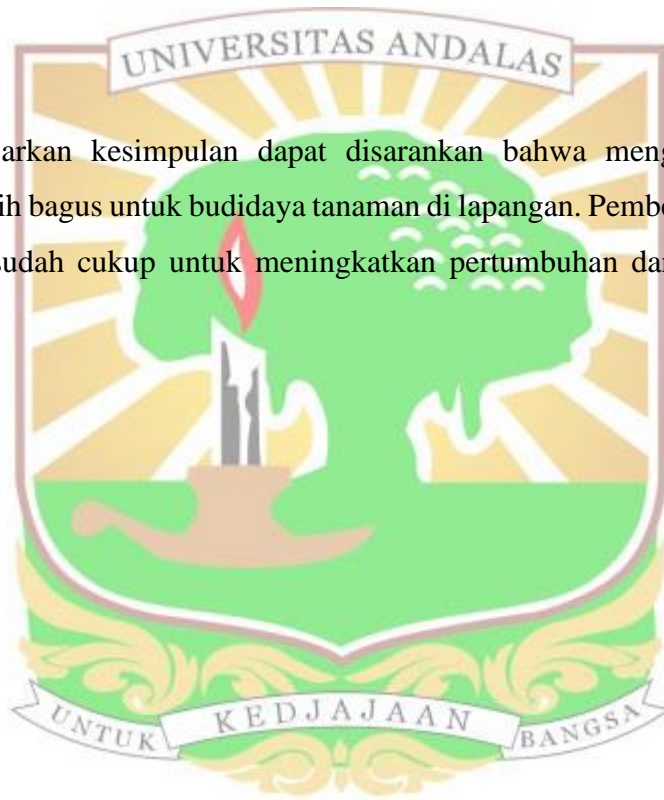 UNIVERSITAS ANDALAS
arkan kesimpulan dapat disarankan bahwa meng
ih bagus untuk budidaya tanaman di lapangan. Pembe
sudah cukup untuk meningkatkan pertumbuhan dan
UNTUK KEDJAJAAN BANGSA